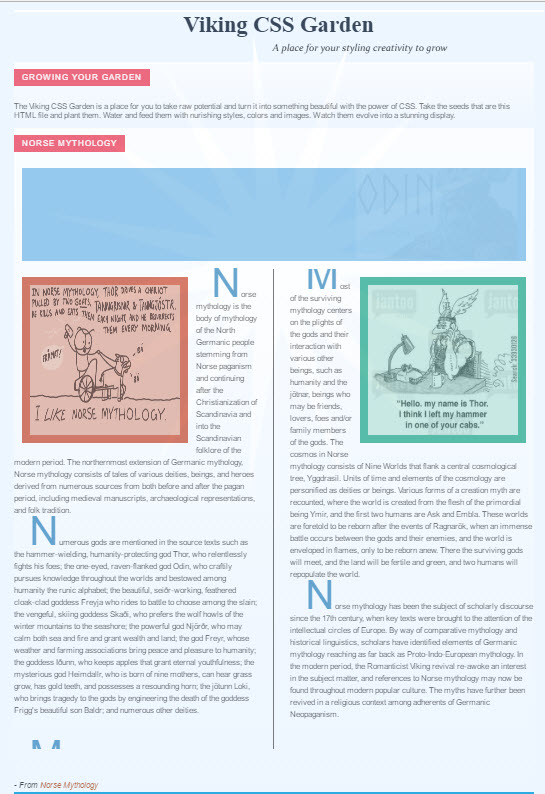 Viking CSS Garden
A place for your styling creativity to grow
GROWING YOUR GARDEN
The Viking CSS Garden is a place for you to take raw potential and turn it into something beautiful with the power of CSS. Take the seeds that are this
HTML file and plant them. Water and feed them with nurishing styles, colors and images. Watch them evolve into a stunning display.
NORSE MYTHOLOGY
ODIN
IN NORSE MYTHOLOGY, THOR DRIVES A CHARIOT
PULLED BY TWO GOATS, TANNGRISNIR & TANNGNJÓSTR.
HE KILLS AND EATS THEM EACH NIGHT AND HE RESURRECTS
THEM EVERY MORNING.
I LIKE NORSE MYTHOLOGY.
Norse
mythology is the
body of mythology
of the North
Germanic people
stemming from
Norse paganism
and continuing
after the
Christianization of
Scandinavia and
into the
Scandinavian
folklore of the
modern period. The northernmost extension of Germanic mythology,
Norse mythology consists of tales of various deities, beings, and heroes
derived from numerous sources from both before and after the pagan
period, including medieval manuscripts, archaeological representations,
and folk tradition.
Numerous gods are mentioned in the source texts such as
the hammer-wielding, humanity-protecting god Thor, who relentlessly
fights his foes; the one-eyed, raven-flanked god Odin, who craftily
pursues knowledge throughout the worlds and bestowed among
humanity the runic alphabet; the beautiful, seiðr-working, feathered
cloak-clad goddess Freyja who rides to battle to choose among the slain;
the vengeful, skiing goddess Skaði, who prefers the wolf howls of the
winter mountains to the seashore; the powerful god Njörðr, who may
calm both sea and fire and grant wealth and land; the god Freyr, whose
weather and farming associations bring peace and pleasure to humanity;
the goddess Iðunn, who keeps apples that grant eternal youthfulness; the
mysterious god Heimdallr, who is born of nine mothers, can hear grass
grow, has gold teeth, and possesses a resounding horn; the jötunn Loki,
who brings tragedy to the gods by engineering the death of the goddess
Frigg's beautiful son Baldr; and numerous other deities.
Most
of the surviving
mythology centers
on the plights of
the gods and their
interaction with
various other
beings, such as
humanity and the
jötnar, beings who
may be friends,
lovers, foes and/or
family members
of the gods. The
cosmos in Norse
jantoo
"Hello, my name is Thor.
I think I left my hammer
in one of your cabs."
mythology consists of Nine Worlds that flank a central cosmological
tree, Yggdrasil. Units of time and elements of the cosmology are
personified as deities or beings. Various forms of a creation myth are
recounted, where the world is created from the flesh of the primordial
being Ymir, and the first two humans are Ask and Embla. These worlds
are foretold to be reborn after the events of Ragnarök, when an immense
battle occurs between the gods and their enemies, and the world is
enveloped in flames, only to be reborn anew. There the surviving gods
will meet, and the land will be fertile and green, and two humans will
repopulate the world.
Norse mythology has been the subject of scholarly discourse
since the 17th century, when key texts were brought to the attention of the
intellectual circles of Europe. By way of comparative mythology and
historical linguistics, scholars have identified elements of Germanic
mythology reaching as far back as Proto-Indo-European mythology. In
the modern period, the Romanticist Viking revival re-awoke an interest
in the subject matter, and references to Norse mythology may now be
found throughout modern popular culture. The myths have further been
revived in a religious context among adherents of Germanic
Neopaganism.
- From Norse Mythology